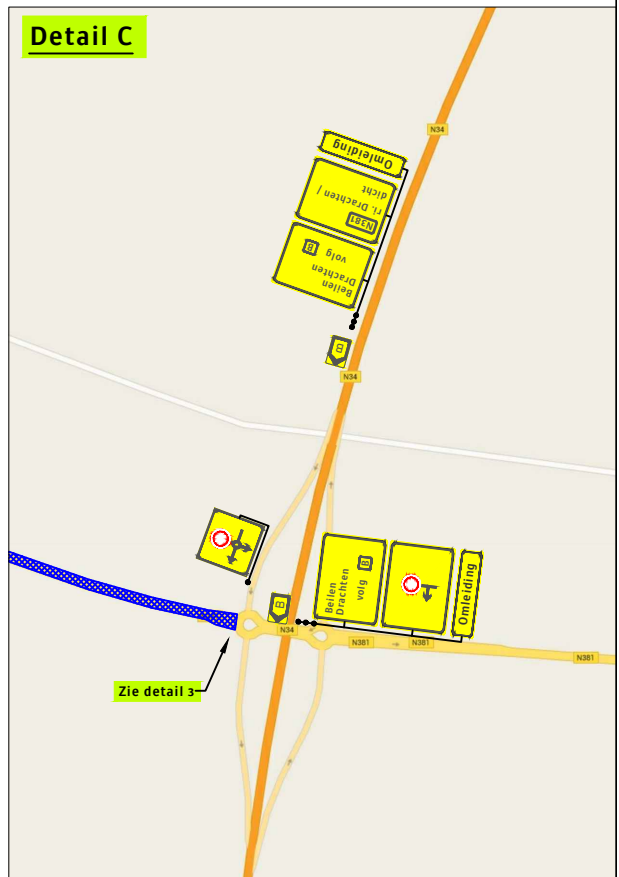 Detail C
N34
Omleiding
N381
ri. Drachten /
dicht
Beilen
Drachten
volg B
B
N34
Beilen
Drachten
volg B
Omleiding
B
N34
N381
N381
N381
Zie detail 3